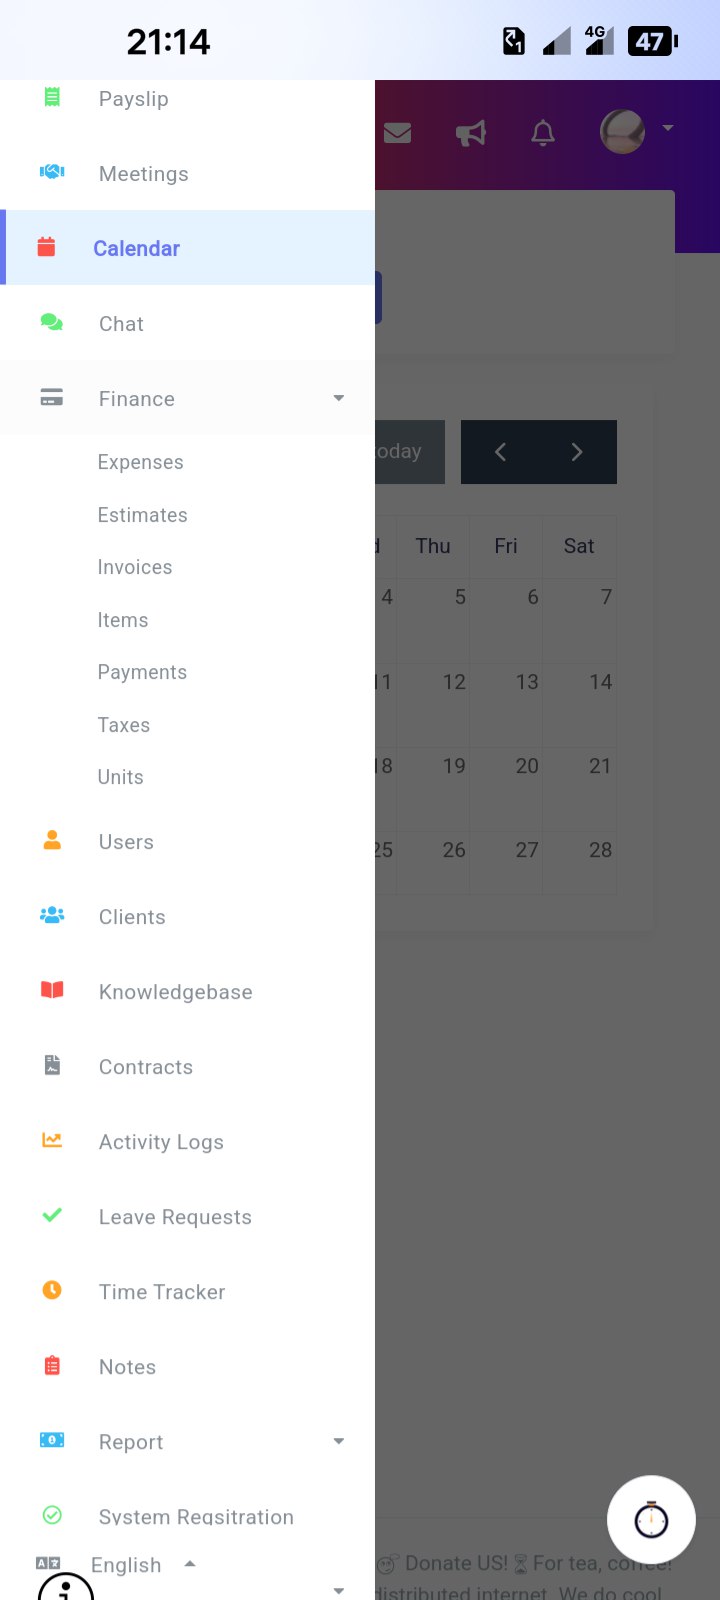 21:14
4G
47
Payslip
Meetings
Calendar
Chat
Finance
Expenses
Estimates
Invoices
Items
Payments
Taxes
Units
Users
Clients
Knowledgebase
Contracts
Activity Logs
Leave Requests
Time Tracker
Notes
Report
System Regsitration
English
today
Thu Fri Sat
4 5 6 7
11 12 13 14
18 19 20 21
25 26 27 28
Donate US! For tea, coffee!
distributed internet. We do cool